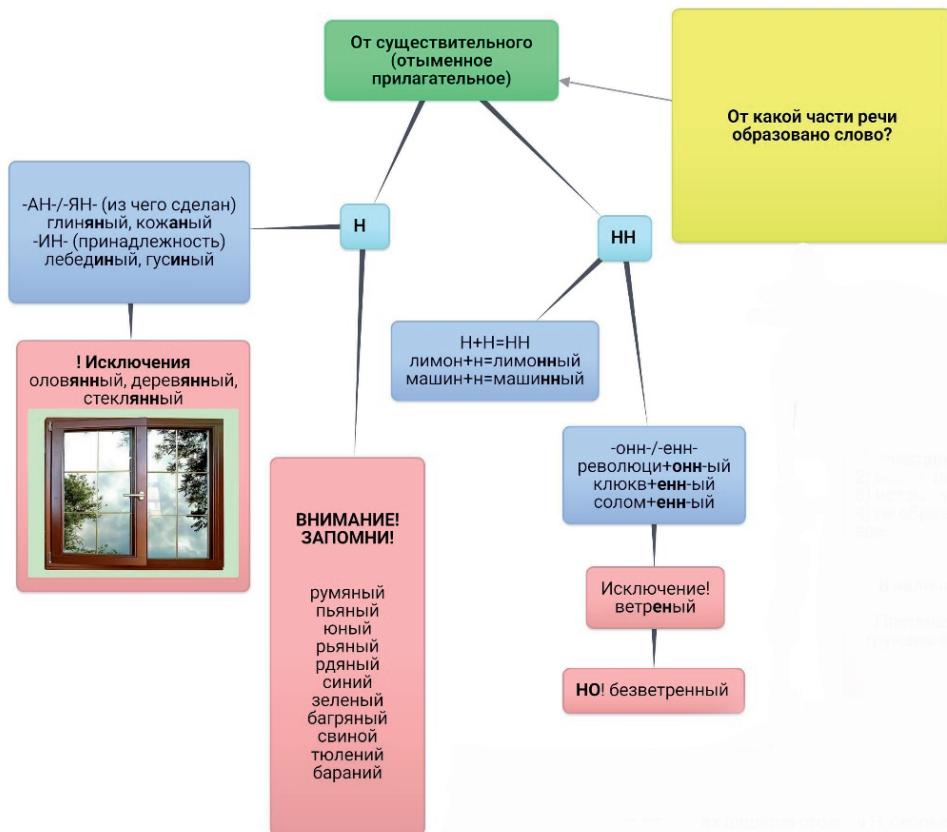 От существительного
(отыменное
прилагательное)
От какой части речи
образовано слово?
-АН-/-ЯН- (из чего сделан)
глиняный, кожаный
-ИН- (принадлежность)
лебединый, гусиный
Н
НН
! Исключения
оловянный, деревянный,
стеклянный
Н+Н=НН
лимон+н=лимонный
машин+н=машинный
-онн-/-енн-
революци+онн-ый
клюкв+енн-ый
солом+енн-ый
ВНИМАНИЕ!
ЗАПОМНИ!
румяный
пьяный
юный
рьяный
рдяный
синий
зеленый
багряный
свиной
тюлений
бараний
Исключение!
ветреный
НО! безветренный